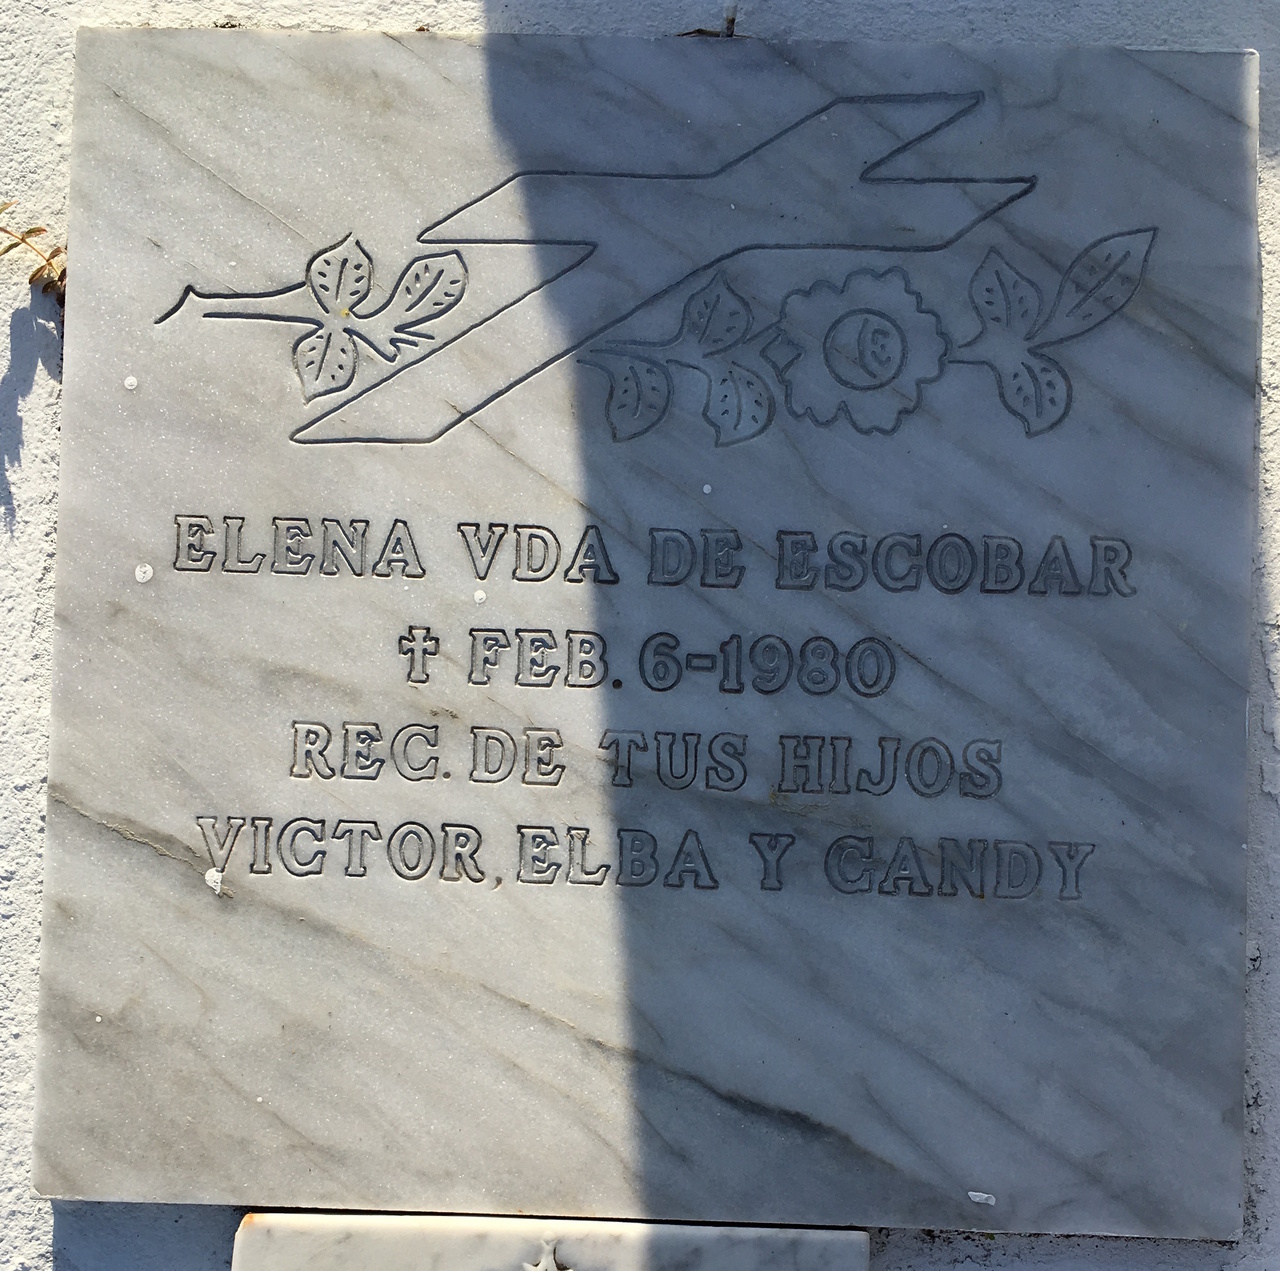 ELENA VDA DE ESCOBAR
✝ FEB. 6-1980
REC. DE TUS HIJOS
VICTOR, ELBA Y CANDY